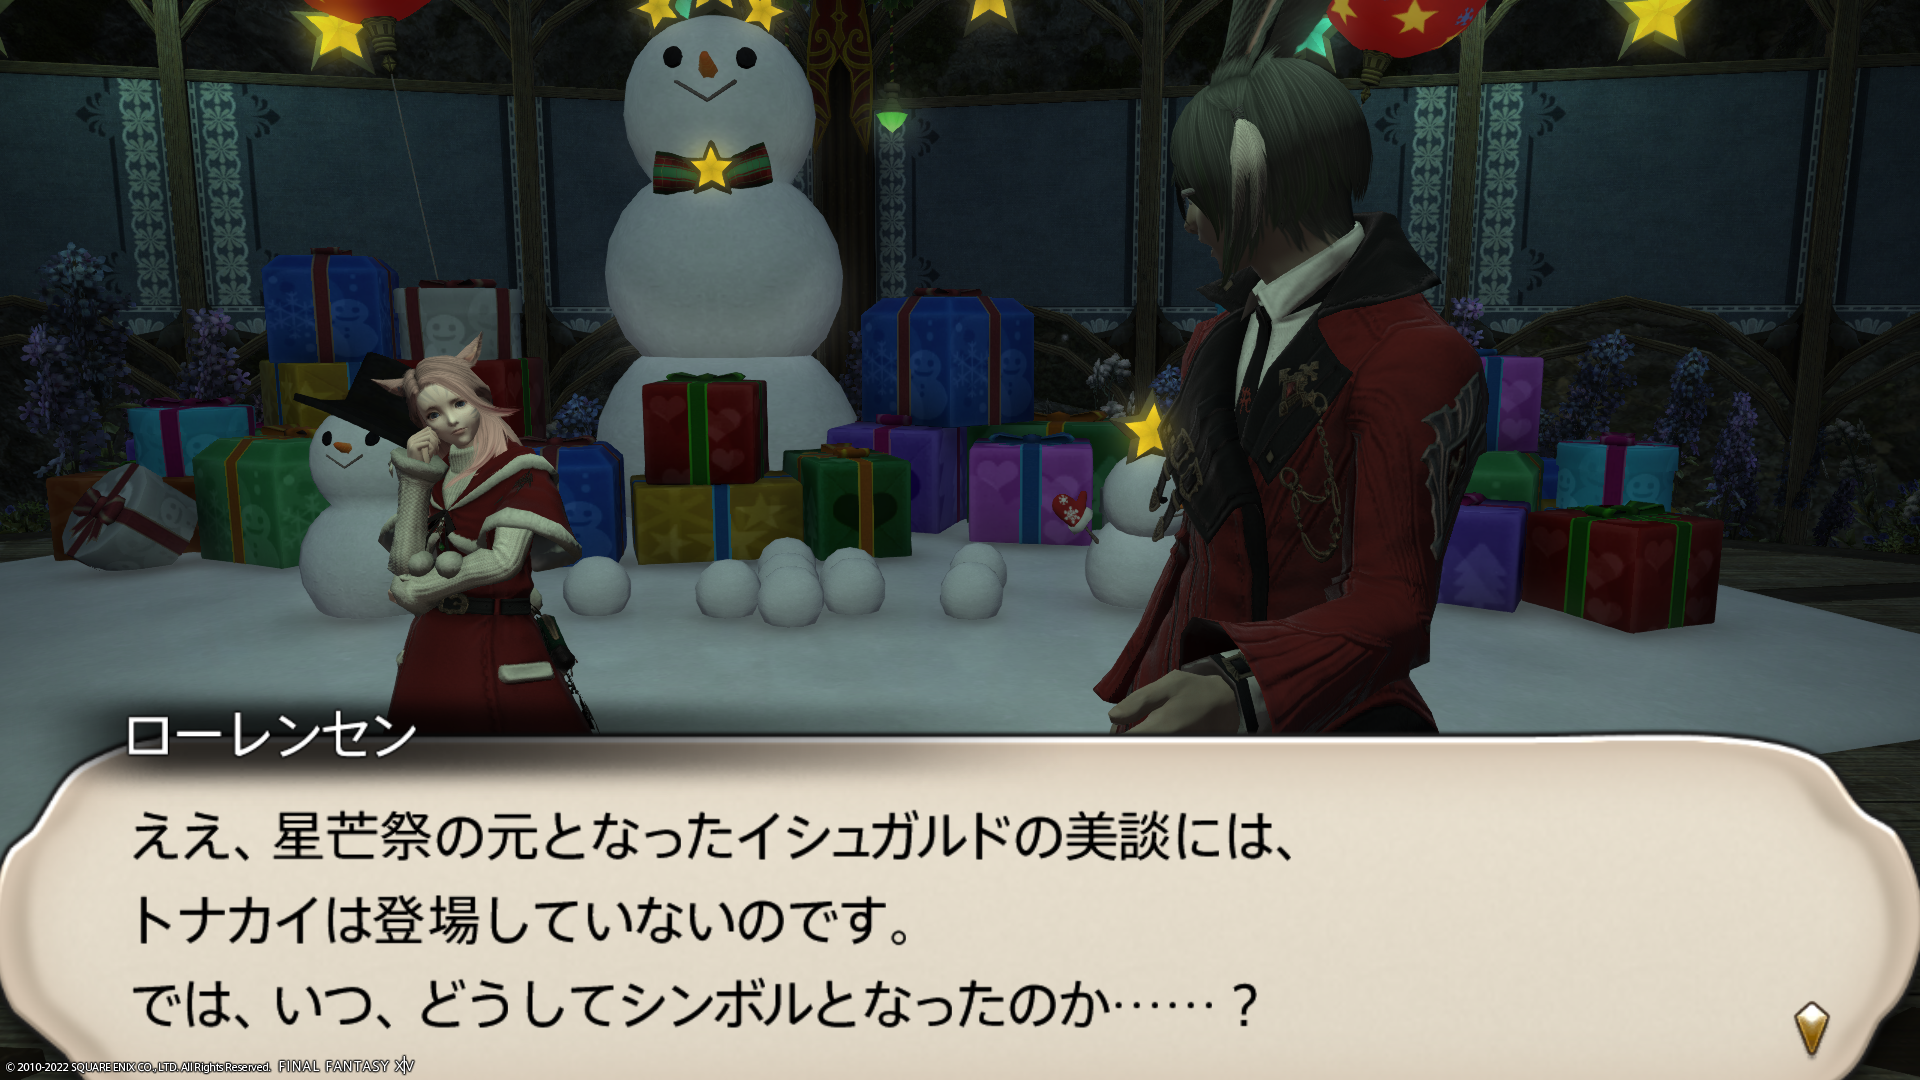 ローレンセン
ええ、星芒祭の元となったイシュガルドの美談には、
トナカイは登場していないのです。
では、いつ、どうしてシンボルとなったのか……？
© 2010-2022 SQUARE ENIX CO., LTD. All Rights Reserved. FINAL FANTASY XIV